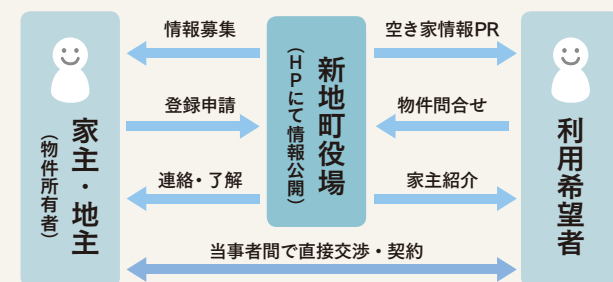 家主・地主
（物件所有者）
情報募集
登録申請
連絡・了解
新地町役場
（HPにて情報公開）
空き家情報PR
物件問合せ
家主紹介
利用希望者
当事者間で直接交渉・契約